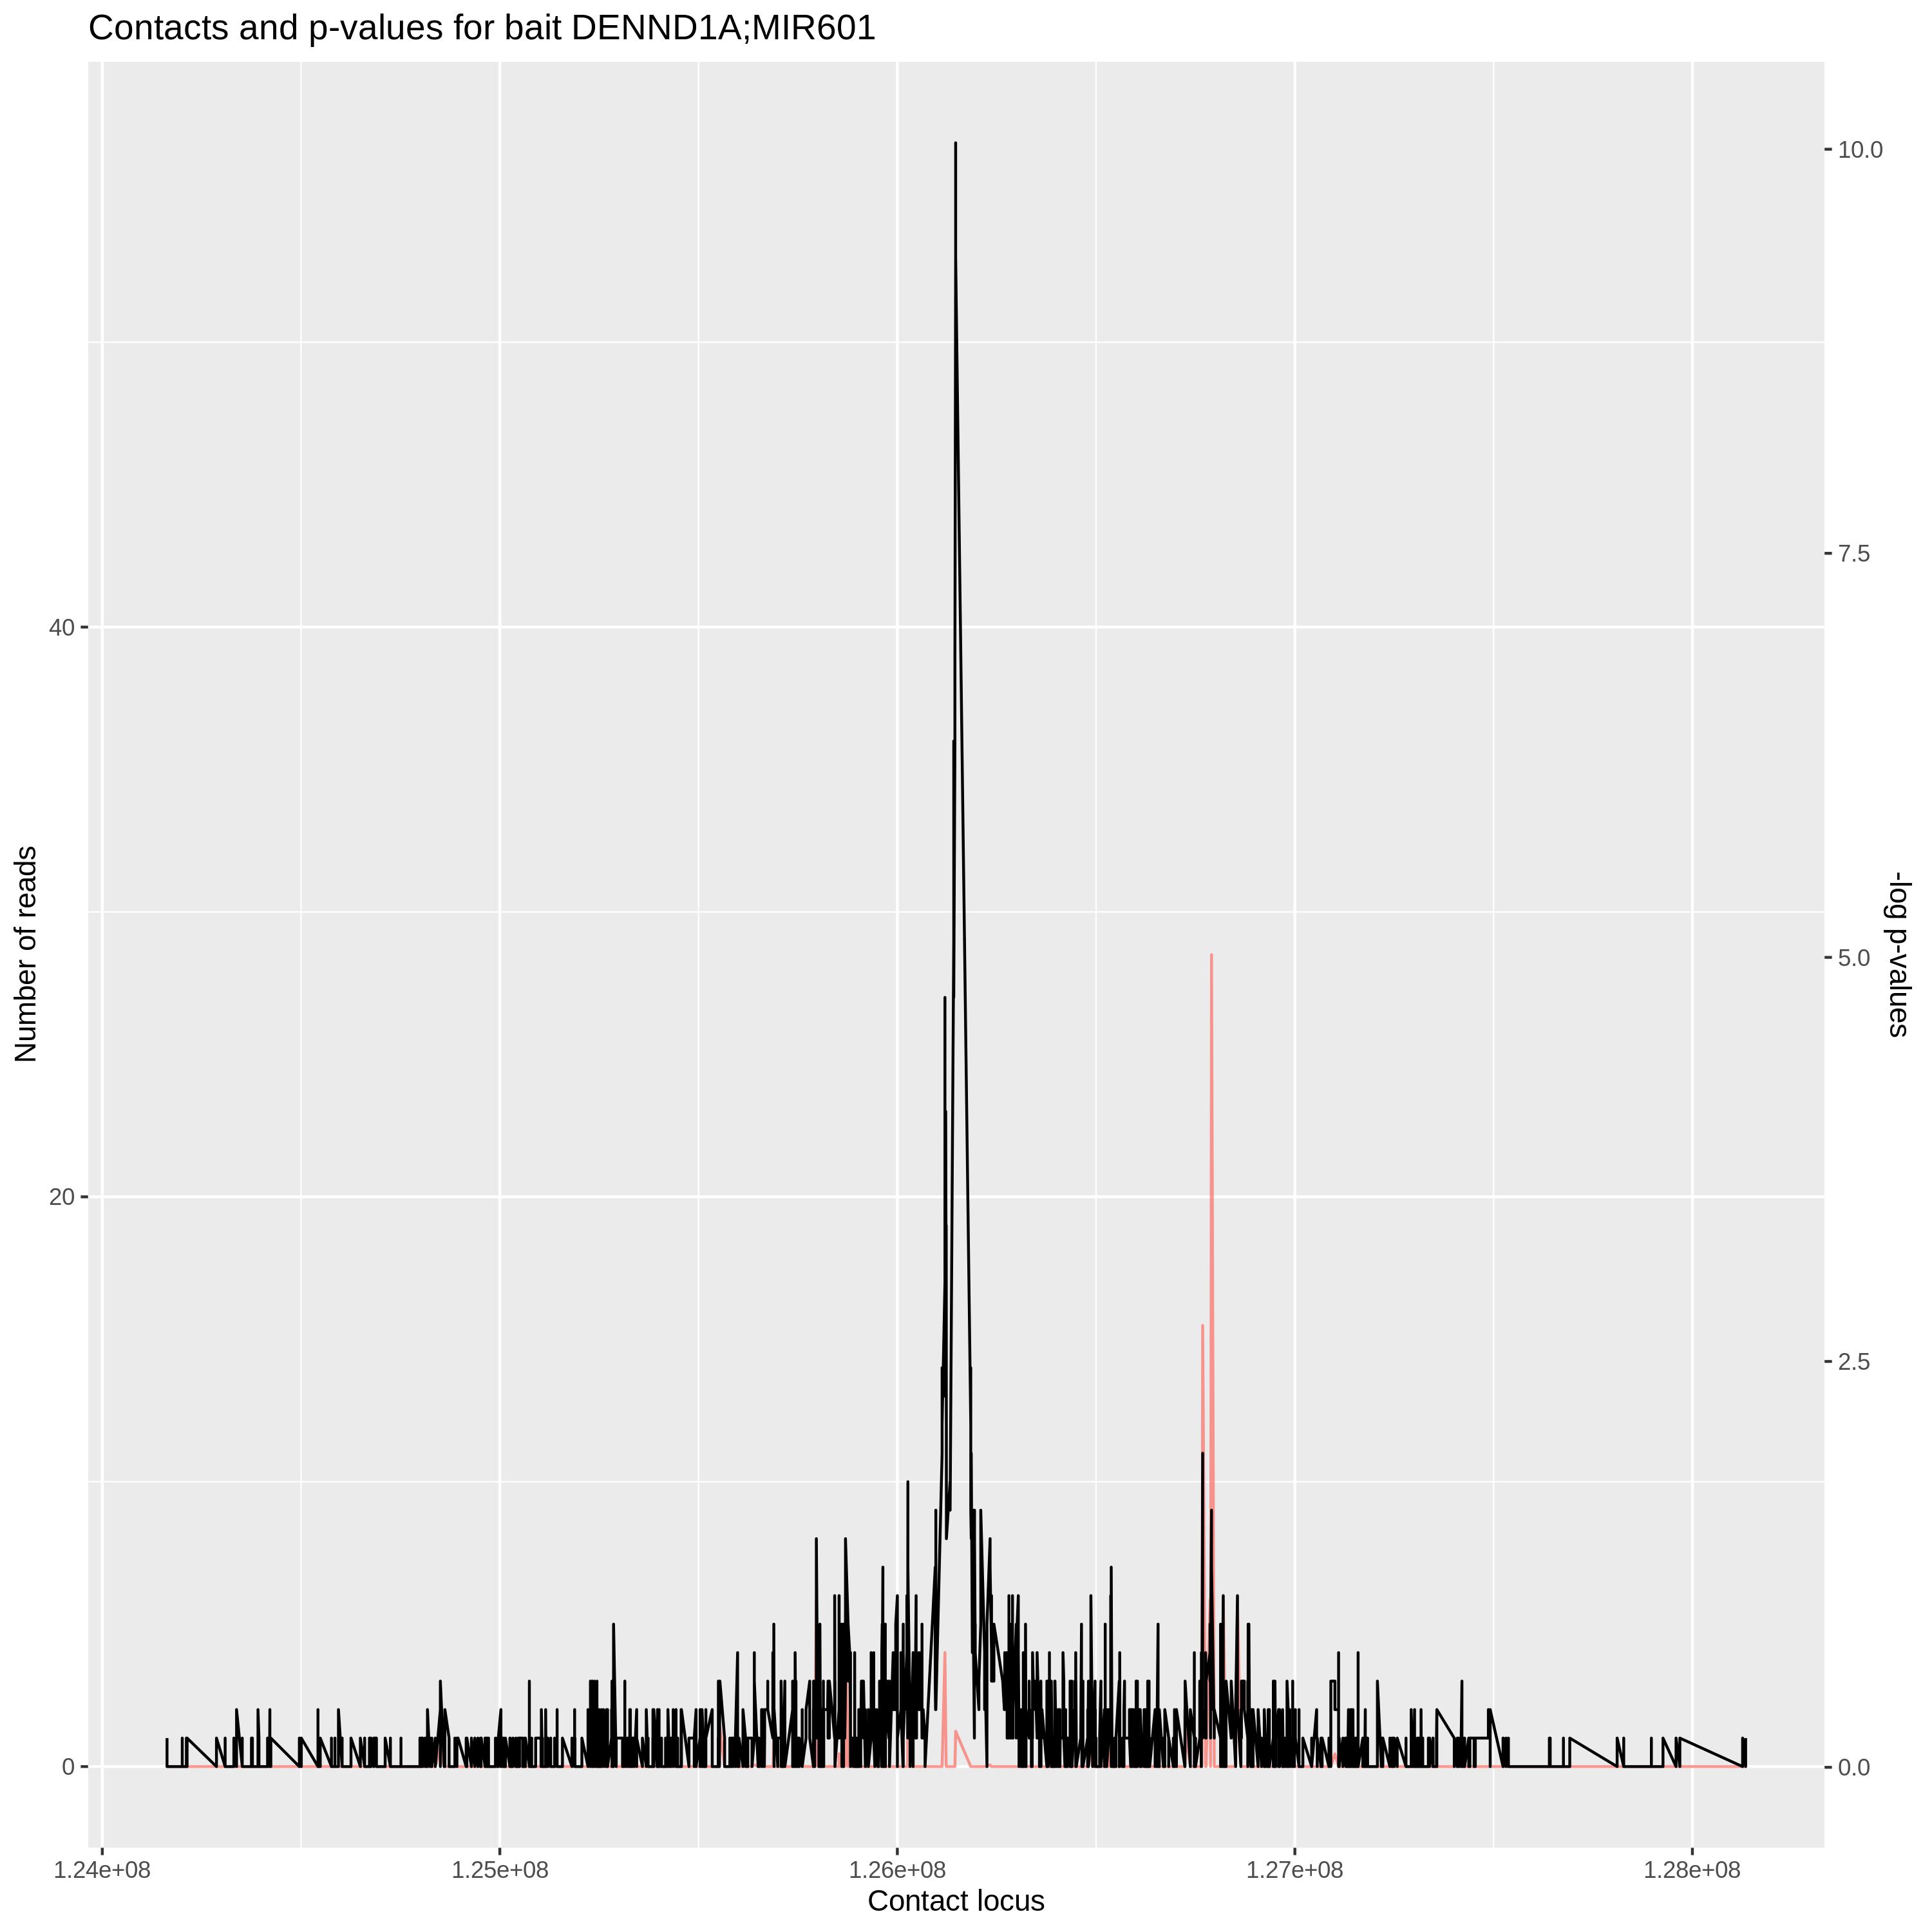 Contacts and p-values for bait DENND1A;MIR601
Number of reads
40
20
0
10.0
7.5
5.0
2.5
0.0
-log p-values
1.24e+08 1.25e+08 1.26e+08 1.27e+08 1.28e+08
Contact locus